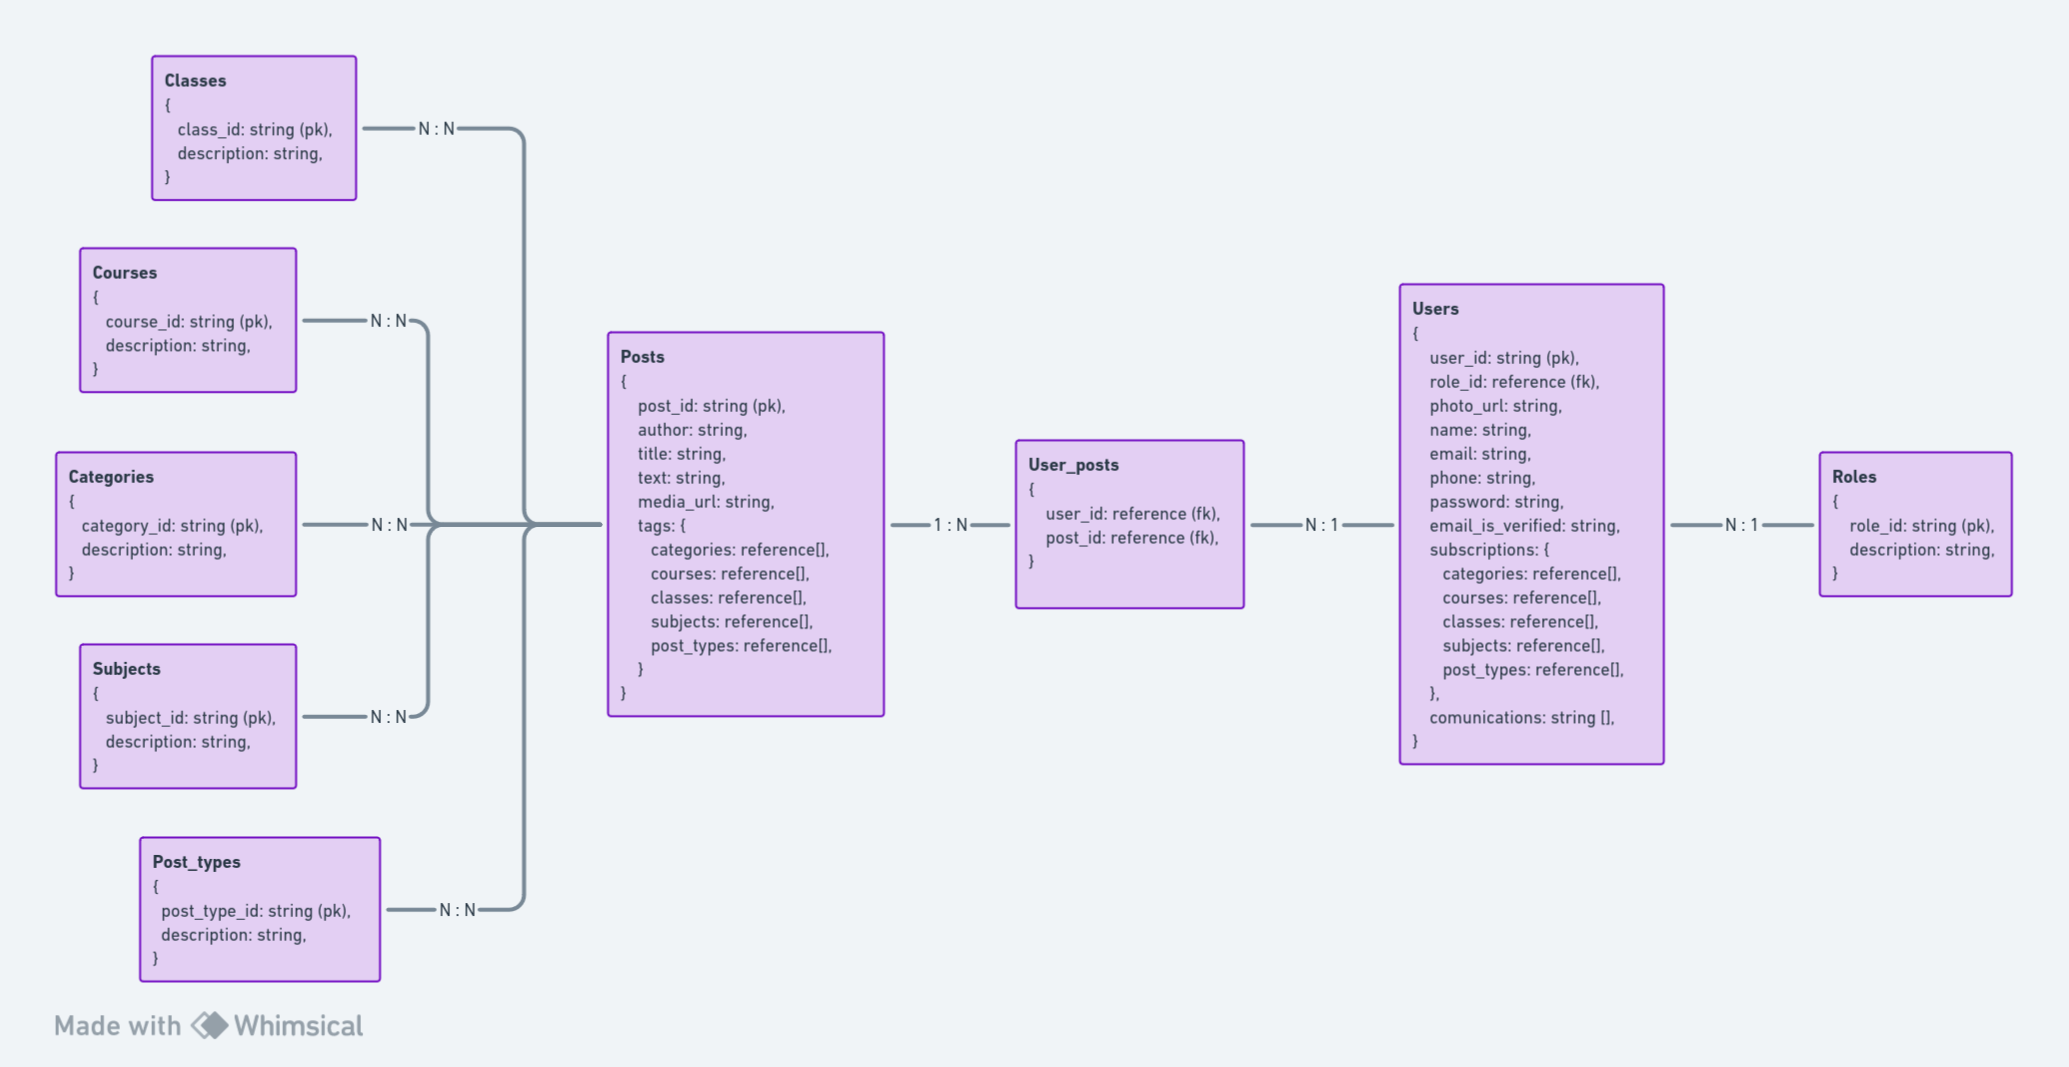 Classes
{
class_id: string (pk),
description: string,
}
N : N
Courses
{
course_id: string (pk),
description: string,
}
N : N
Categories
{
category_id: string (pk),
description: string,
}
N : N
Subjects
{
subject_id: string (pk),
description: string,
}
N : N
Post_types
{
post_type_id: string (pk),
description: string,
}
N : N
Posts
{
post_id: string (pk),
author: string,
title: string,
text: string,
media_url: string,
tags: {
categories: reference[],
courses: reference[],
classes: reference[],
subjects: reference[],
post_types: reference[],
}
}
1 : N
User_posts
{
user_id: reference (fk),
post_id: reference (fk),
}
N : 1
Users
{
user_id: string (pk),
role_id: reference (fk),
photo_url: string,
name: string,
email: string,
phone: string,
password: string,
email_is_verified: string,
subscriptions: {
categories: reference[],
courses: reference[],
classes: reference[],
subjects: reference[],
post_types: reference[],
},
comunications: string [],
}
N : 1
Roles
{
role_id: string (pk),
description: string,
}
Made with Whimsical